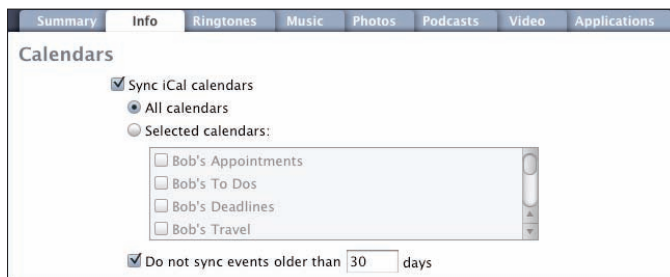 Summary Info Ringtones Music Photos Podcasts Video Applications
Calendars
Sync iCal calendars
All calendars
Selected calendars:
Bob's Appointments
Bob's To Dos
Bob's Deadlines
Bob's Travel
Do not sync events older than 30 days